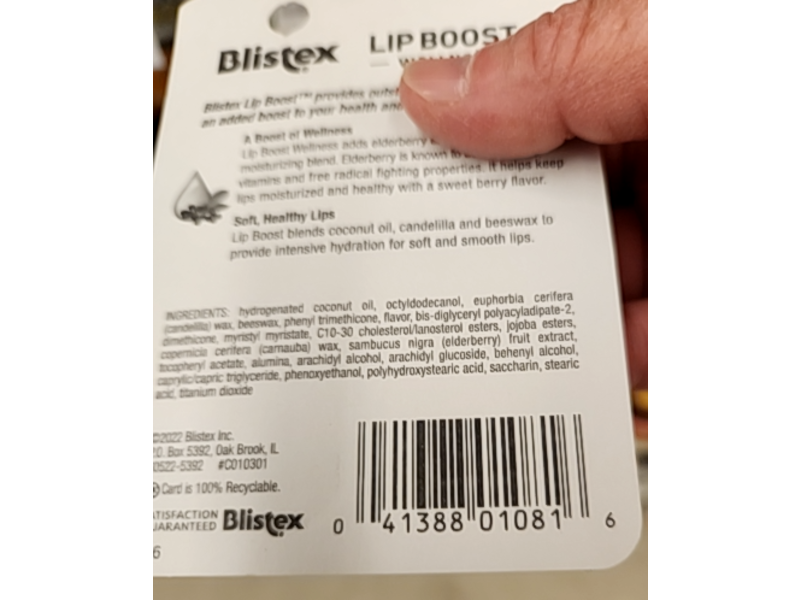 Blistex LIP BOOST
Blistex Lip Boost™ provides
an added boost to your health and
A Boost of Wellness
Lip Boost Wellness adds elderberry
moisturizing blend. Elderberry is known to
vitamins and free radical fighting properties. It helps keep
lips moisturized and healthy with a sweet berry flavor.
Soft, Healthy Lips
Lip Boost blends coconut oil, candelilla and beeswax to
provide intensive hydration for soft and smooth lips.
INGREDIENTS: hydrogenated coconut oil, octyldodecanol, euphorbia cerifera
(candelilla) wax, beeswax, phenyl trimethicone, flavor, bis-diglyceryl polyacyladipate-2,
dimethicone, myristyl myristate, C10-30 cholesterol/lanosterol esters, jojoba esters,
copernicia cerifera (carnauba) wax, sambucus nigra (elderberry) fruit extract,
tocopheryl acetate, alumina, arachidyl alcohol, arachidyl glucoside, behenyl alcohol,
caprylic/capric triglyceride, phenoxyethanol, polyhydroxystearic acid, saccharin, stearic
acid, titanium dioxide
©2022 Blistex Inc.
.O. Box 5392, Oak Brook, IL
0522-5392 #C010301
Card is 100% Recyclable.
TISFACTION
UARANTEED Blistex
0 41388 01081 6
6